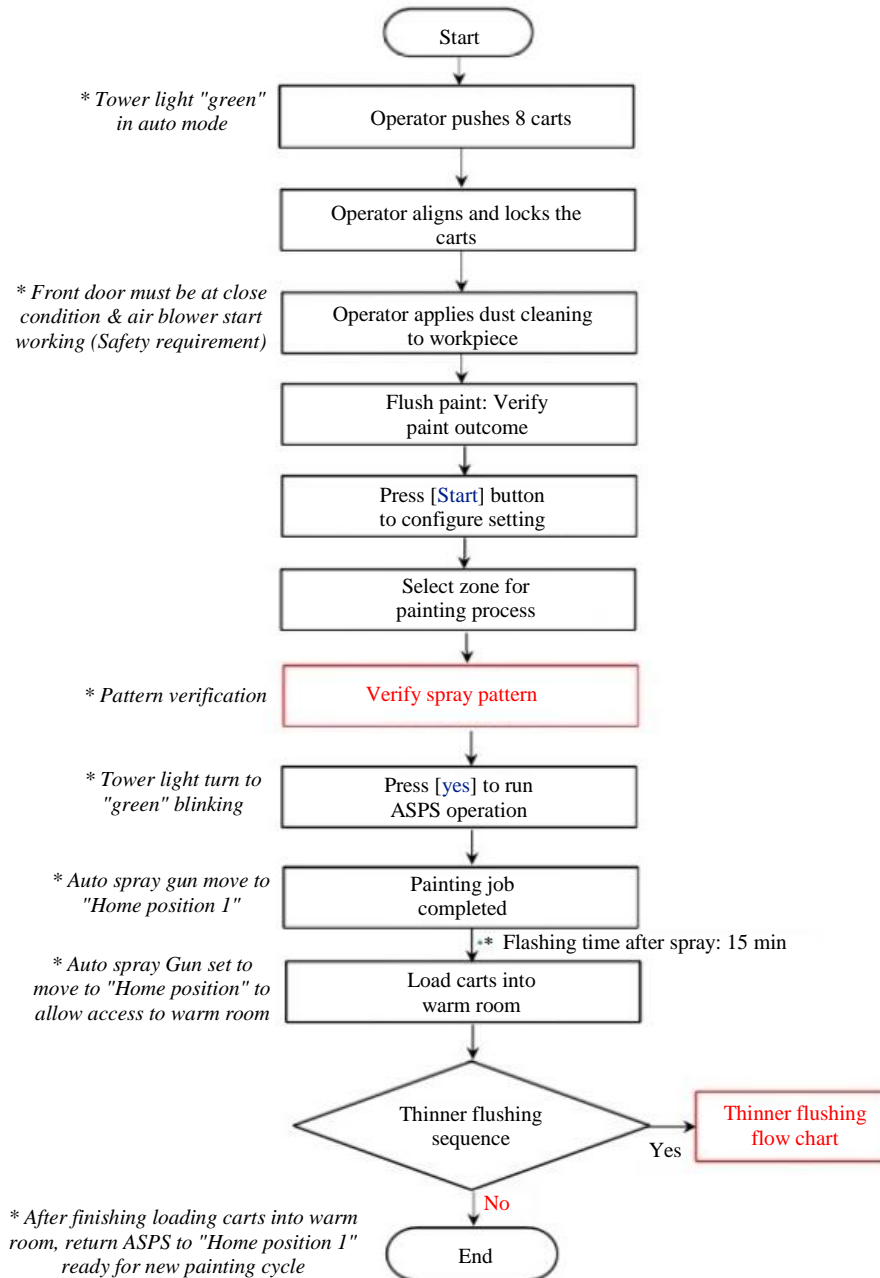 Start
* Tower light "green"
in auto mode
Operator pushes 8 carts
Operator aligns and locks the
carts
* Front door must be at close
condition & air blower start
working (Safety requirement)
Operator applies dust cleaning
to workpiece
Flush paint: Verify
paint outcome
Press [Start] button
to configure setting
Select zone for
painting process
* Pattern verification
Verify spray pattern
* Tower light turn to
"green" blinking
Press [yes] to run
ASPS operation
* Auto spray gun move to
"Home position 1"
Painting job
completed
** Flashing time after spray: 15 min
* Auto spray Gun set to
move to "Home position" to
allow access to warm room
Load carts into
warm room
Thinner flushing
sequence
Yes
Thinner flushing
flow chart
No
* After finishing loading carts into warm
room, return ASPS to "Home position 1"
ready for new painting cycle
End